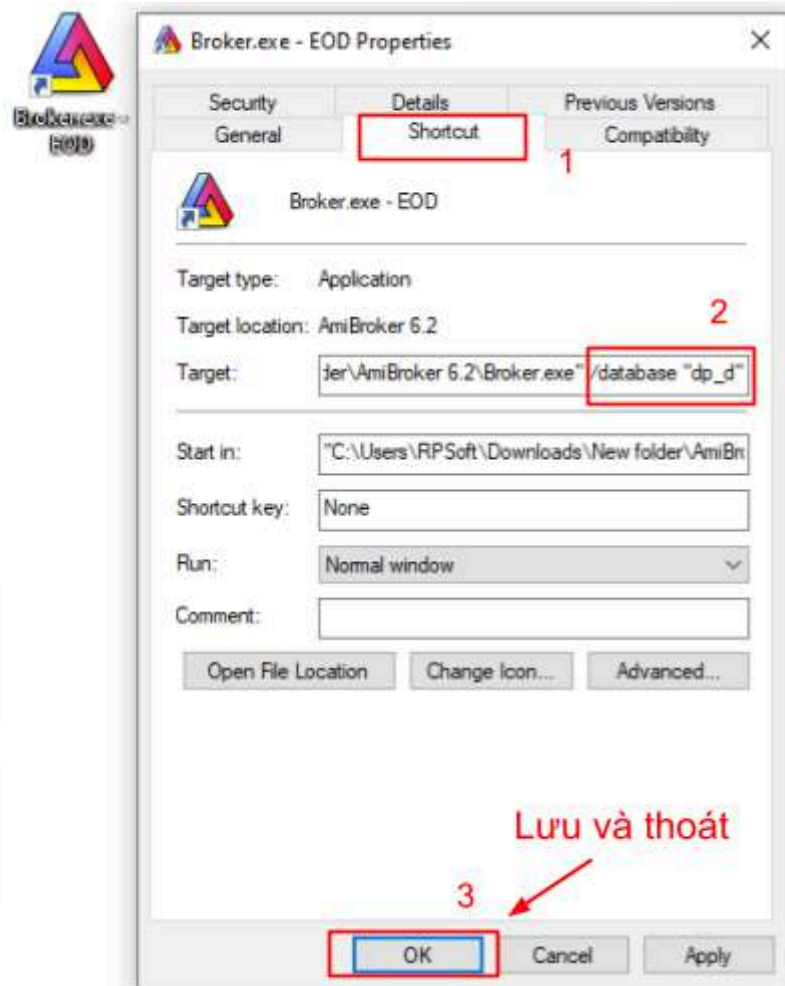 Broker.exe - EOD Properties
Broker.exe -
EOD
Security Details Previous Versions
General Shortcut Compatibility
1
Broker.exe - EOD
Target type: Application
Target location: AmiBroker 6.2
2
Target: der\AmiBroker 6.2\Broker.exe" /database "dp_d"
Start in: "C:\Users\RPSoft\Downloads\New folder\AmiBro
Shortcut key: None
Run: Normal window
Comment:
Open File Location Change Icon... Advanced...
Lưu và thoát
3
OK Cancel Apply